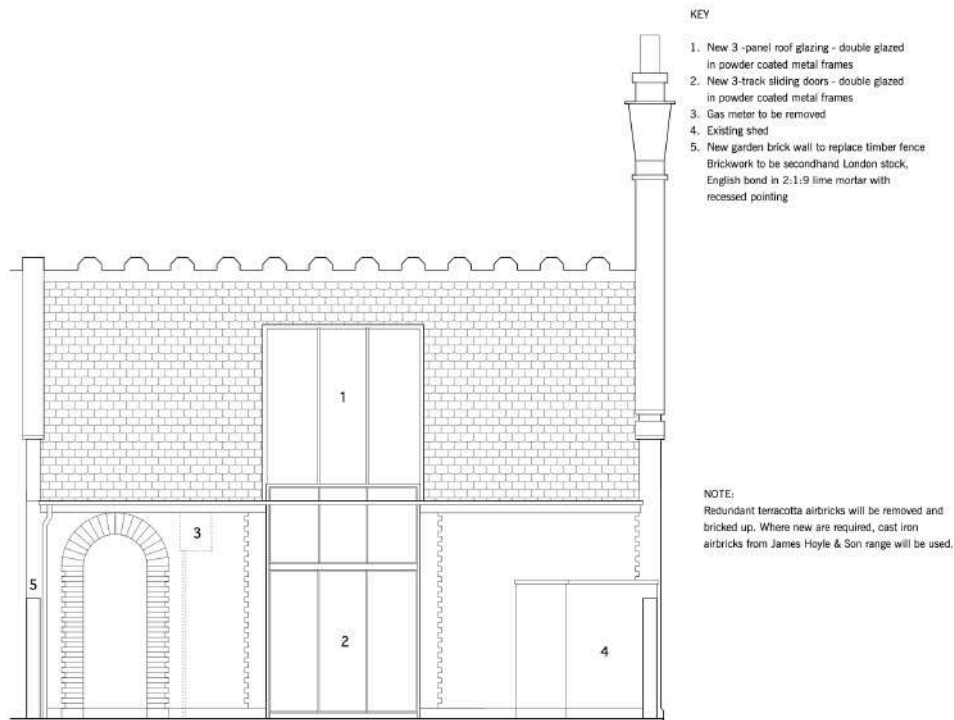 KEY
1. New 3 -panel roof glazing - double glazed
in powder coated metal frames
2. New 3-track sliding doors - double glazed
in powder coated metal frames
3. Gas meter to be removed
4. Existing shed
5. New garden brick wall to replace timber fence
Brickwork to be secondhand London stock,
English bond in 2:1:9 lime mortar with
recessed pointing
1
NOTE:
Redundant terracotta airbricks will be removed and
bricked up. Where new are required, cast iron
airbricks from James Hoyle & Son range will be used.
3
5
2
4